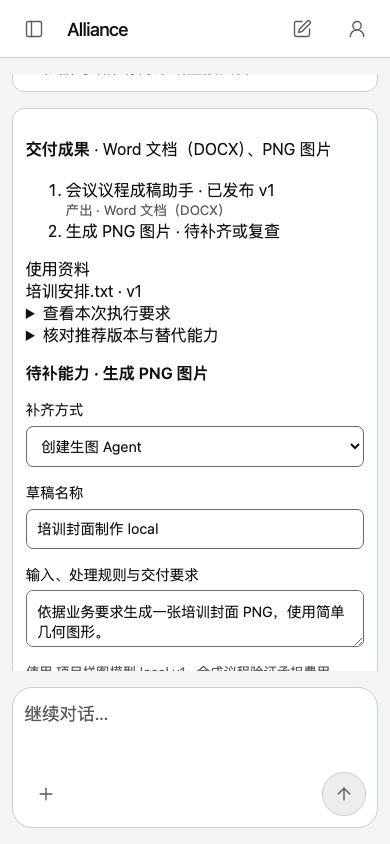 Alliance
交付成果 · Word 文档（DOCX）、PNG 图片
1. 会议议程成稿助手 · 已发布 v1
产出 · Word 文档（DOCX）
2. 生成 PNG 图片 · 待补齐或复查
使用资料
培训安排.txt · v1
▶ 查看本次执行要求
▶ 核对推荐版本与替代能力
待补能力 · 生成 PNG 图片
补齐方式
创建生图 Agent
草稿名称
培训封面制作 local
输入、处理规则与交付要求
依据业务要求生成一张培训封面 PNG，使用简单
几何图形。
继续对话...